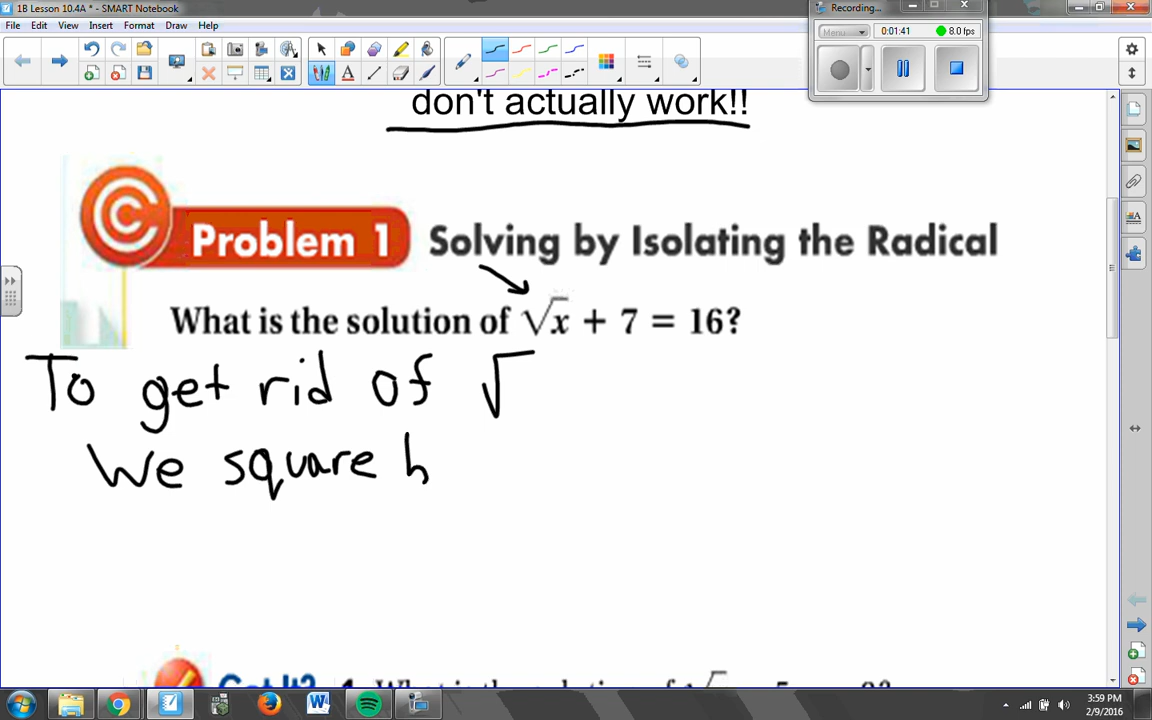 1B Lesson 10.4A * - SMART Notebook
File Edit View Insert Format Draw Help
Recording...
Menu 0:01:41 8.0 fps
don't actually work!!
Problem 1 Solving by Isolating the Radical
What is the solution of √x + 7 = 16?
To get rid of √
We square b
3:59 PM
2/9/2016